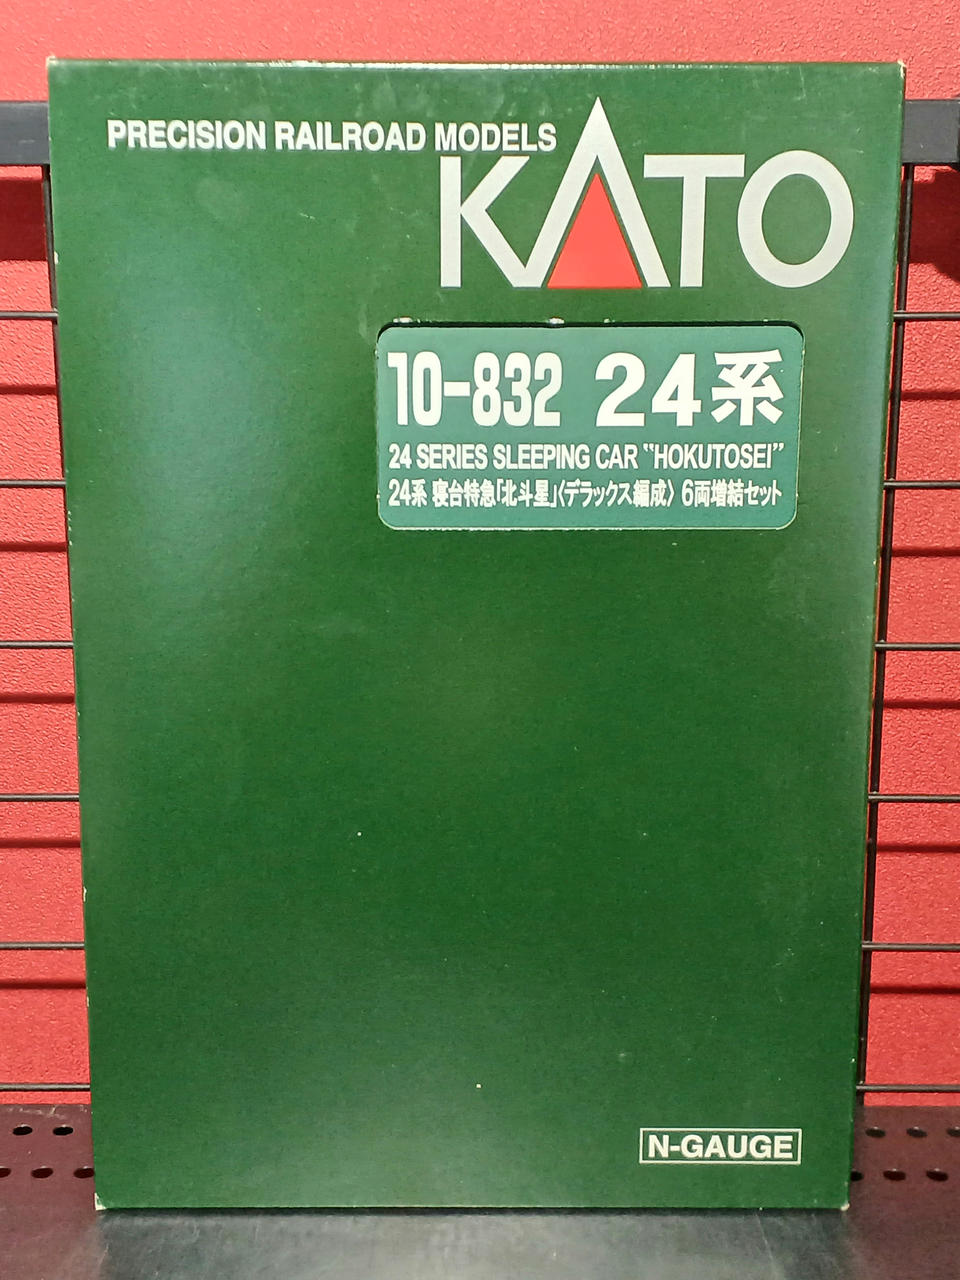 PRECISION RAILROAD MODELS
KATO
10-832 24系
24 SERIES SLEEPING CAR "HOKUTOSEI"
24系 寝台特急「北斗星」〈デラックス編成〉 6両増結セット
N-GAUGE